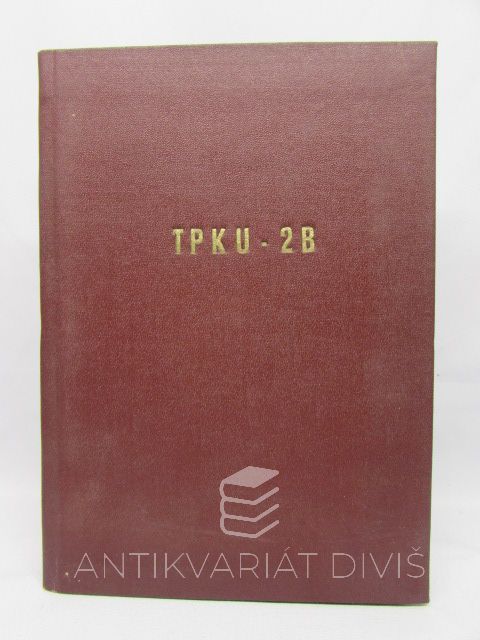 TPKU - 2B
ANTIKVARIÁT DIVIŠ